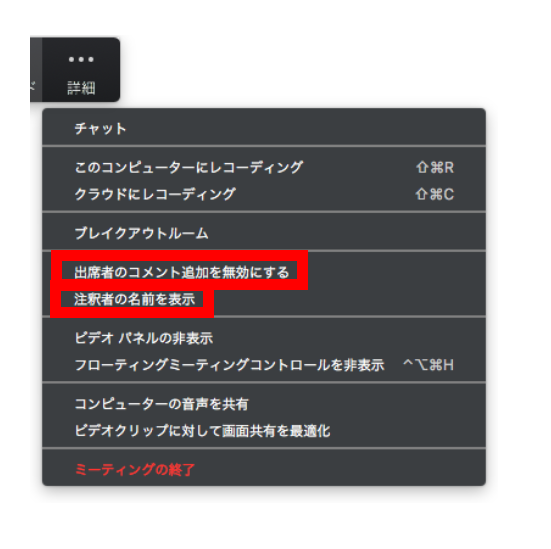 詳細
チャット
このコンピューターにレコーディング ⇧⌘R
クラウドにレコーディング ⇧⌘C
ブレイクアウトルーム
出席者のコメント追加を無効にする
注釈者の名前を表示
ビデオ パネルの非表示
フローティングミーティングコントロールを非表示 ^⌥⌘H
コンピューターの音声を共有
ビデオクリップに対して画面共有を最適化
ミーティングの終了